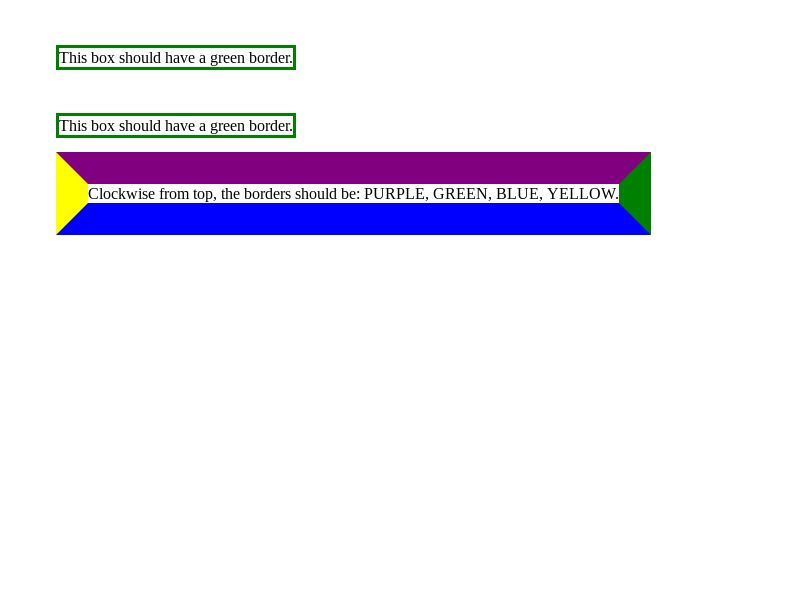 This box should have a green border.
This box should have a green border.
Clockwise from top, the borders should be: PURPLE, GREEN, BLUE, YELLOW.